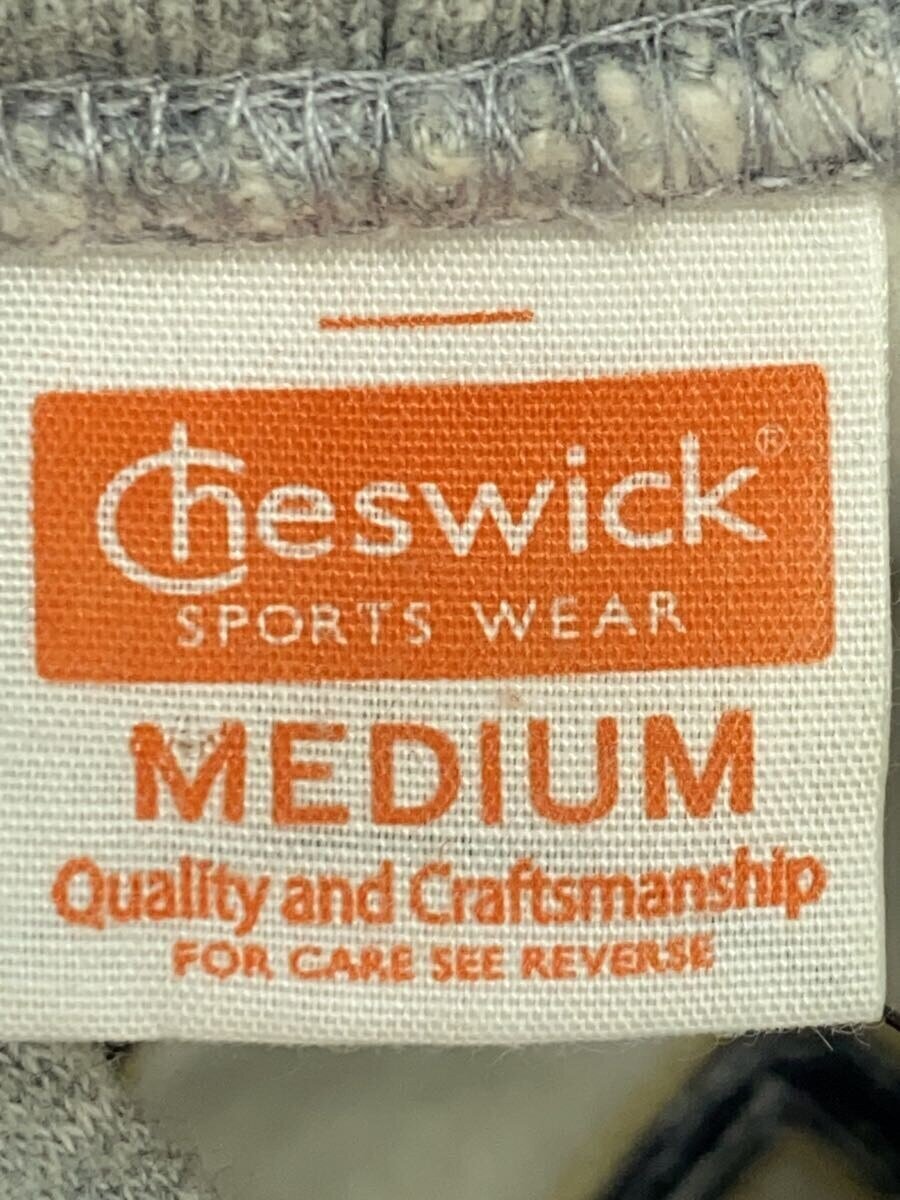 Cheswick®
SPORTS WEAR
MEDIUM
Quality and Craftsmanship
FOR CARE SEE REVERSE